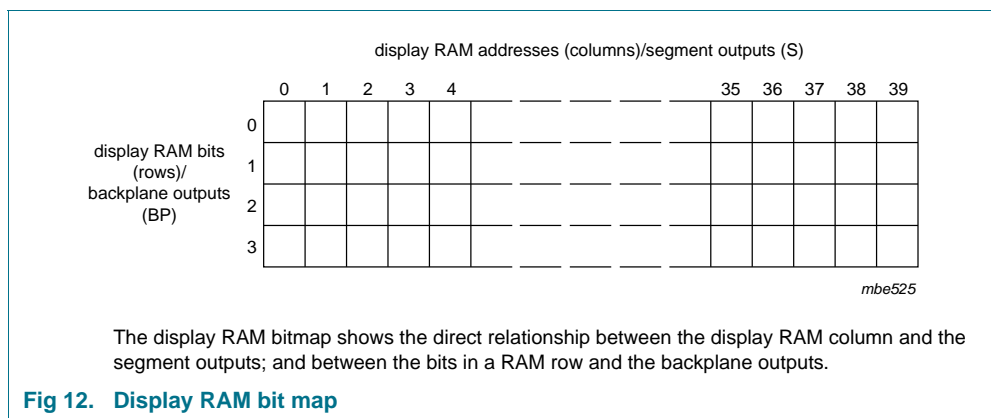 display RAM addresses (columns)/segment outputs (S)
0 1 2 3 4 35 36 37 38 39
0
display RAM bits
(rows)/
backplane outputs
(BP)
1
2
3
mbe525
The display RAM bitmap shows the direct relationship between the display RAM column and the
segment outputs; and between the bits in a RAM row and the backplane outputs.
Fig 12. Display RAM bit map